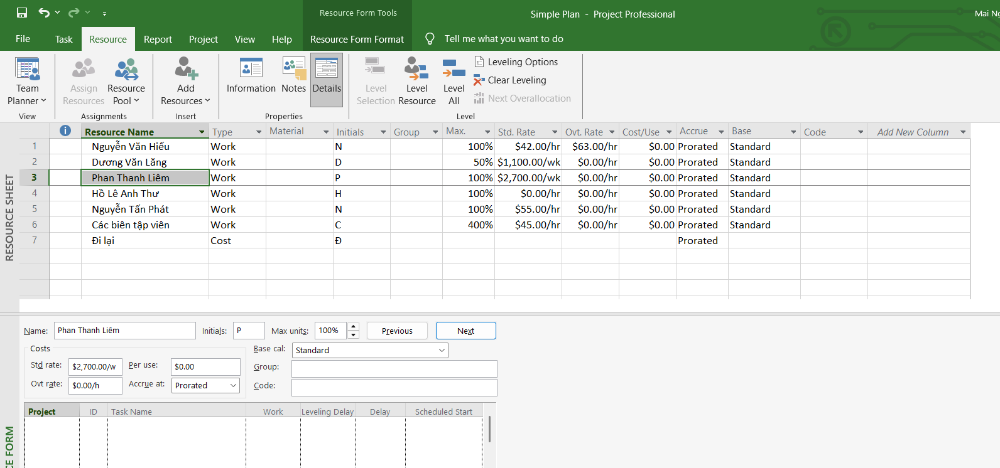 Resource Form Tools
Simple Plan - Project Professional
Mai Ng
File Task Resource Report Project View Help Resource Form Format Tell me what you want to do
Team Planner
Assign Resources
Resource Pool
Add Resources
Information
Notes
Details
Level Selection
Level Resource
Level All
Leveling Options
Clear Leveling
Next Overallocation
View Assignments Insert Properties Level
Resource Name Type Material Initials Group Max. Std. Rate Ovt. Rate Cost/Use Accrue Base Code Add New Column
1 Nguyễn Văn Hiếu Work N 100% $42.00/hr $63.00/hr $0.00 Prorated Standard
2 Dương Văn Lăng Work D 50% $1,100.00/wk $0.00/hr $0.00 Prorated Standard
3 Phan Thanh Liêm Work P 100% $2,700.00/wk $0.00/hr $0.00 Prorated Standard
4 Hồ Lê Anh Thư Work H 100% $0.00/hr $0.00/hr $0.00 Prorated Standard
5 Nguyễn Tấn Phát Work N 100% $55.00/hr $0.00/hr $0.00 Prorated Standard
6 Các biên tập viên Work C 400% $45.00/hr $0.00/hr $0.00 Prorated Standard
7 Đi lại Cost Đ Prorated
RESOURCE SHEET
Name: Phan Thanh Liêm Initials: P Max units: 100% Previous Next
Costs
Base cal: Standard
Std rate: $2,700.00/w Per use: $0.00
Group:
Ovt rate: $0.00/h Accrue at: Prorated
Code:
Project ID Task Name Work Leveling Delay Delay Scheduled Start
CE FORM